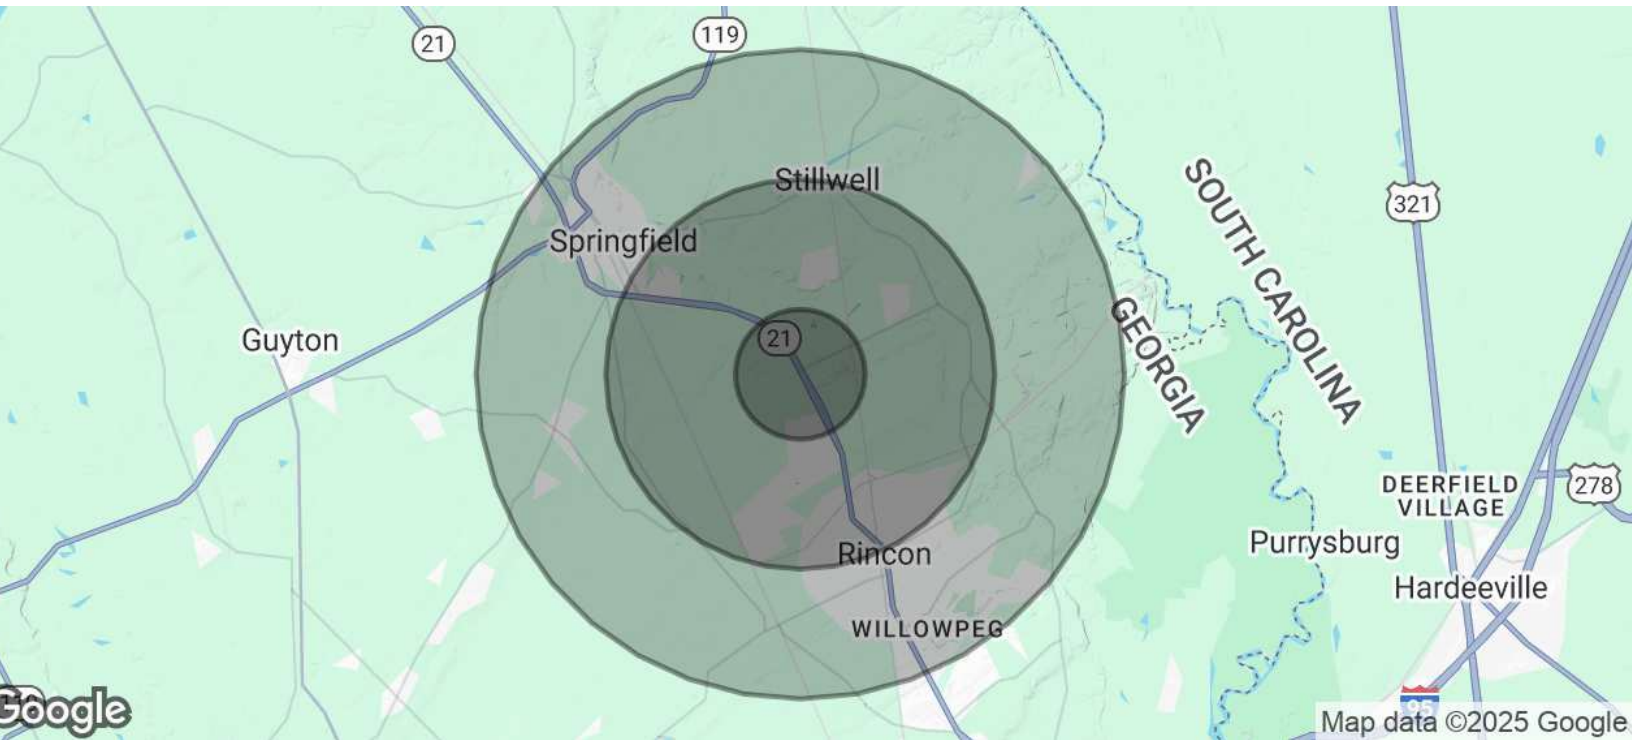 21
119
Stillwell
SOUTH CAROLINA
321
Springfield
GEORGIA
Guyton
21
DEERFIELD
VILLAGE
278
Purrysburg
Rincon
Hardeeville
WILLOWPEG
119
Google
95
Map data ©2025 Google